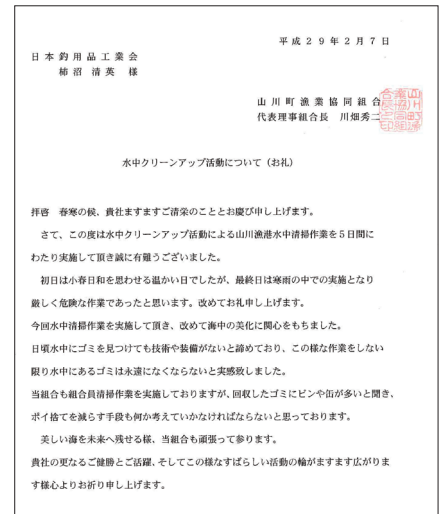 平成２９年２月７日
日本釣用品工業会
柿沼 清英 様
山川町漁業協同組合
代表理事組合長 川畑秀二
水中クリーンアップ活動について（お礼）
拝啓 春寒の候、貴社ますますご清栄のこととお慶び申し上げます。
さて、この度は水中クリーンアップ活動による山川漁港水中清掃作業を５日間に
わたり実施して頂き誠に有難うございました。
初日は小春日和を思わせる温かい日でしたが、最終日は寒雨の中での実施となり
厳しく危険な作業であったと思います。改めてお礼申し上げます。
今回水中清掃作業を実施して頂き、改めて海中の美化に関心をもちました。
日頃水中にゴミを見つけても技術や装備がないと諦めており、この様な作業をしない
限り水中にあるゴミは永遠になくならないと実感致しました。
当組合も組合員清掃作業を実施しておりますが、回収したゴミにビンや缶が多いと聞き、
ポイ捨てを減らす手段も何か考えていかなければならないと思っております。
美しい海を未来へ残せる様、当組合も頑張って参ります。
貴社の更なるご健勝とご活躍、そしてこの様なすばらしい活動の輪がますます広がりま
す様心よりお祈り申し上げます。